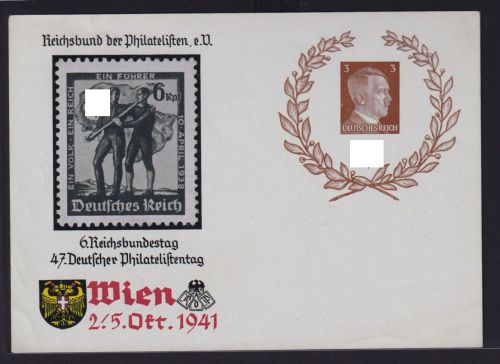 Reichsbund der Philatelisten, e.V.
EIN FÜHRER
EIN VOLK · EIN REICH
6 Rpf
10. APRIL 1938
Deutsches Reich
3 3
DEUTSCHES REICH
6. Reichsbundestag
47. Deutscher Philatelistentag
Wien
2.-5. Okt. 1941